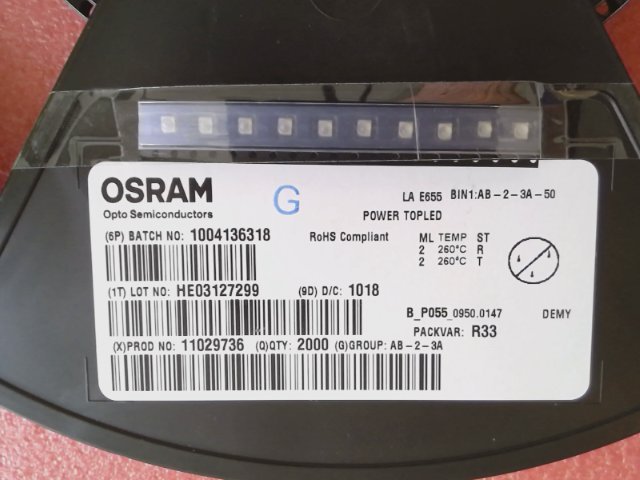 OSRAM
Opto Semiconductors
G
LA E655 BIN1:AB-2-3A-50
POWER TOPLED
(6P) BATCH NO: 1004136318
RoHS Compliant
ML TEMP ST
2 260°C R
2 260°C T
(1T) LOT NO: HE03127299 (9D) D/C: 1018
B_P055_0950.0147 DEMY
PACKVAR: R33
(X)PROD NO: 11029736 (Q)QTY: 2000 (G)GROUP: AB-2-3A